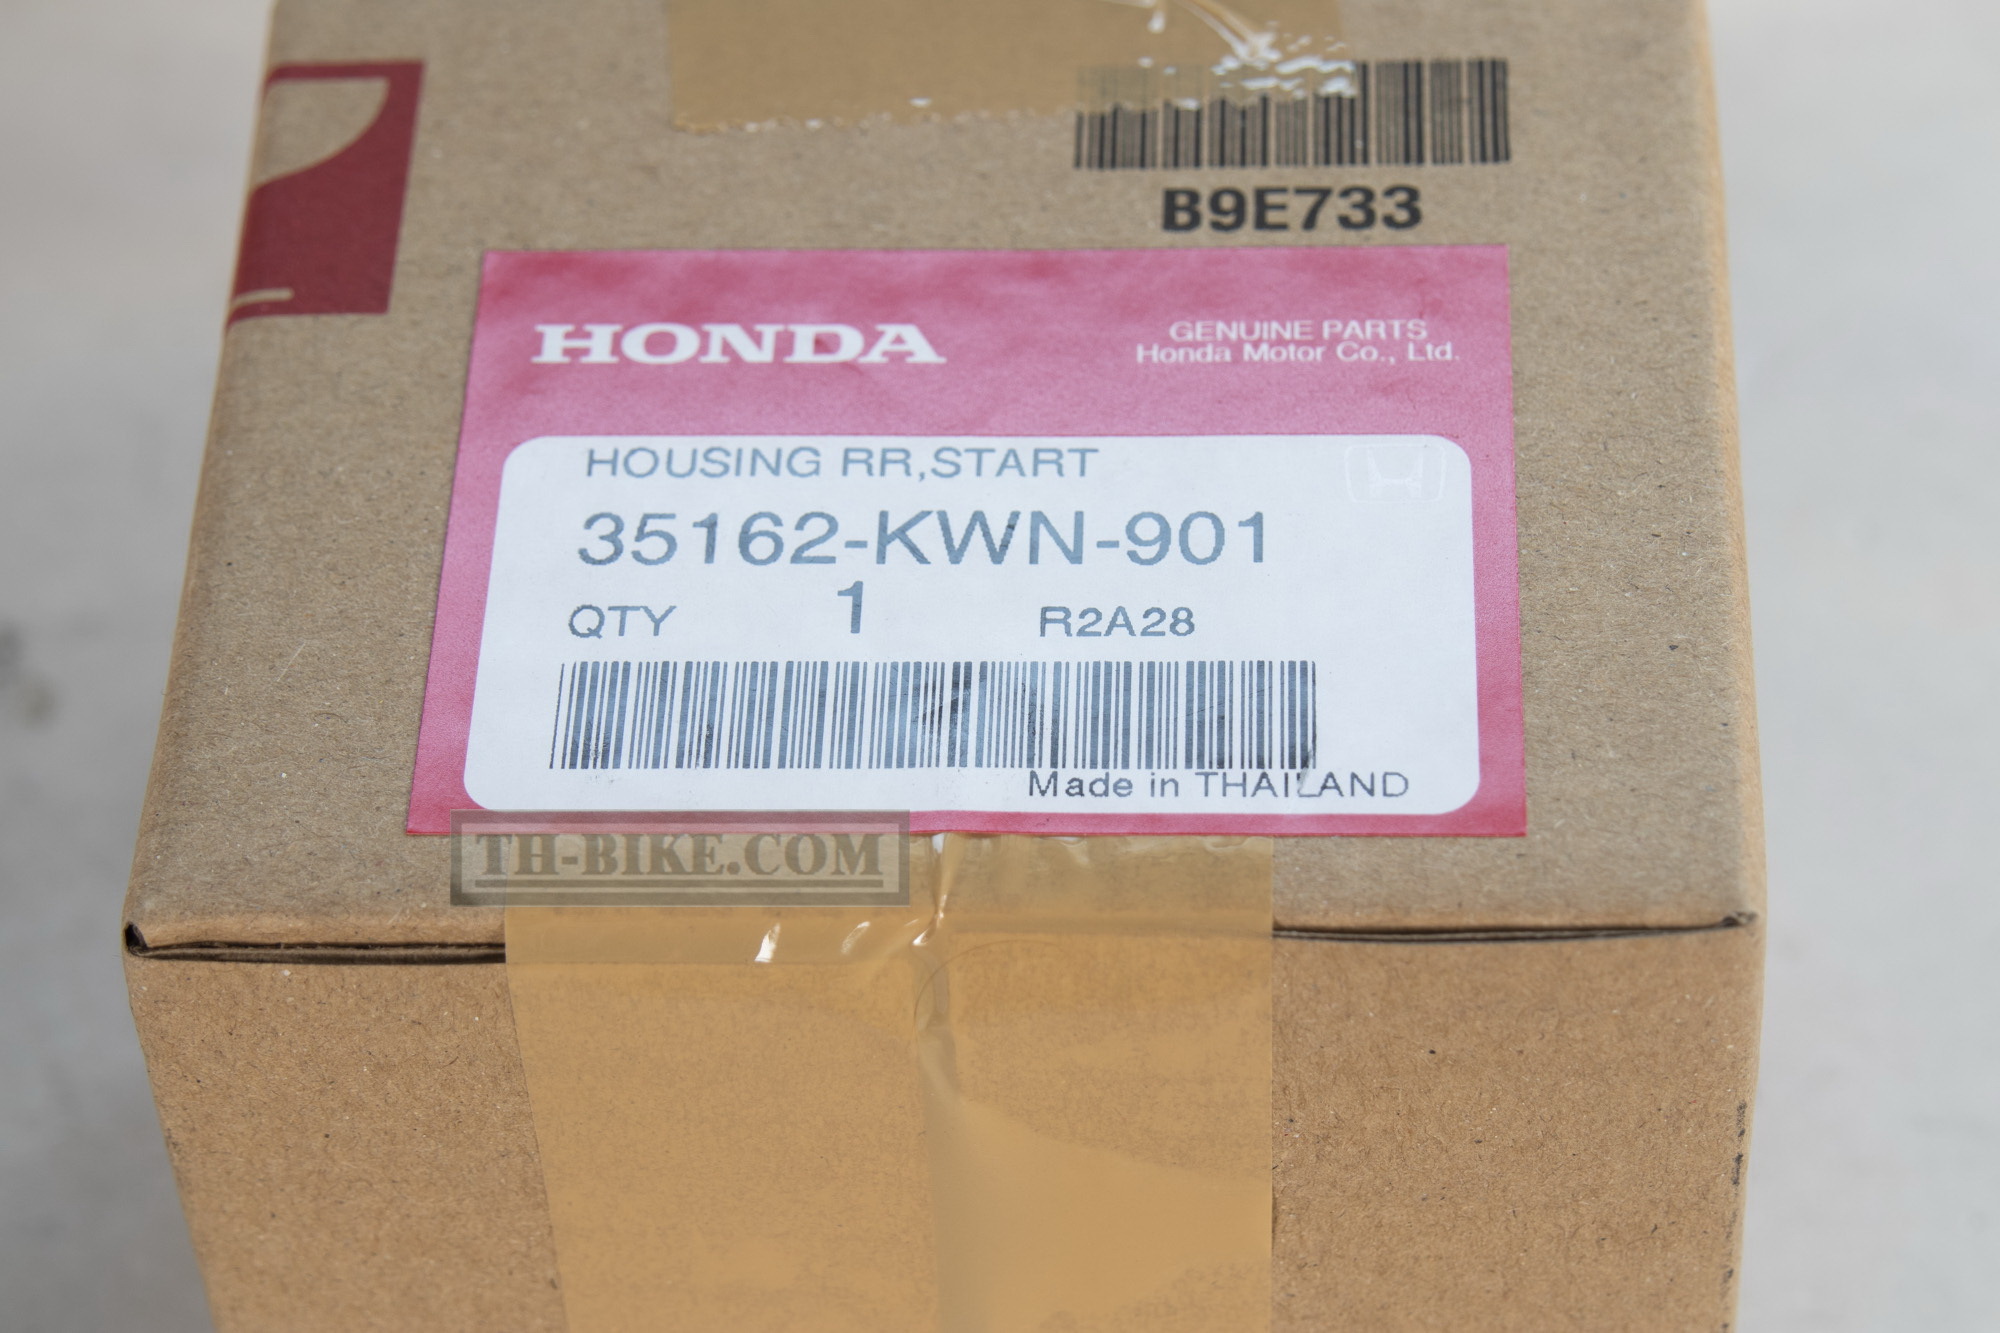 B9E733
HONDA
GENUINE PARTS
Honda Motor Co., Ltd.
HOUSING RR,START
35162-KWN-901
QTY 1 R2A28
Made in THAILAND
TH-BIKE.COM